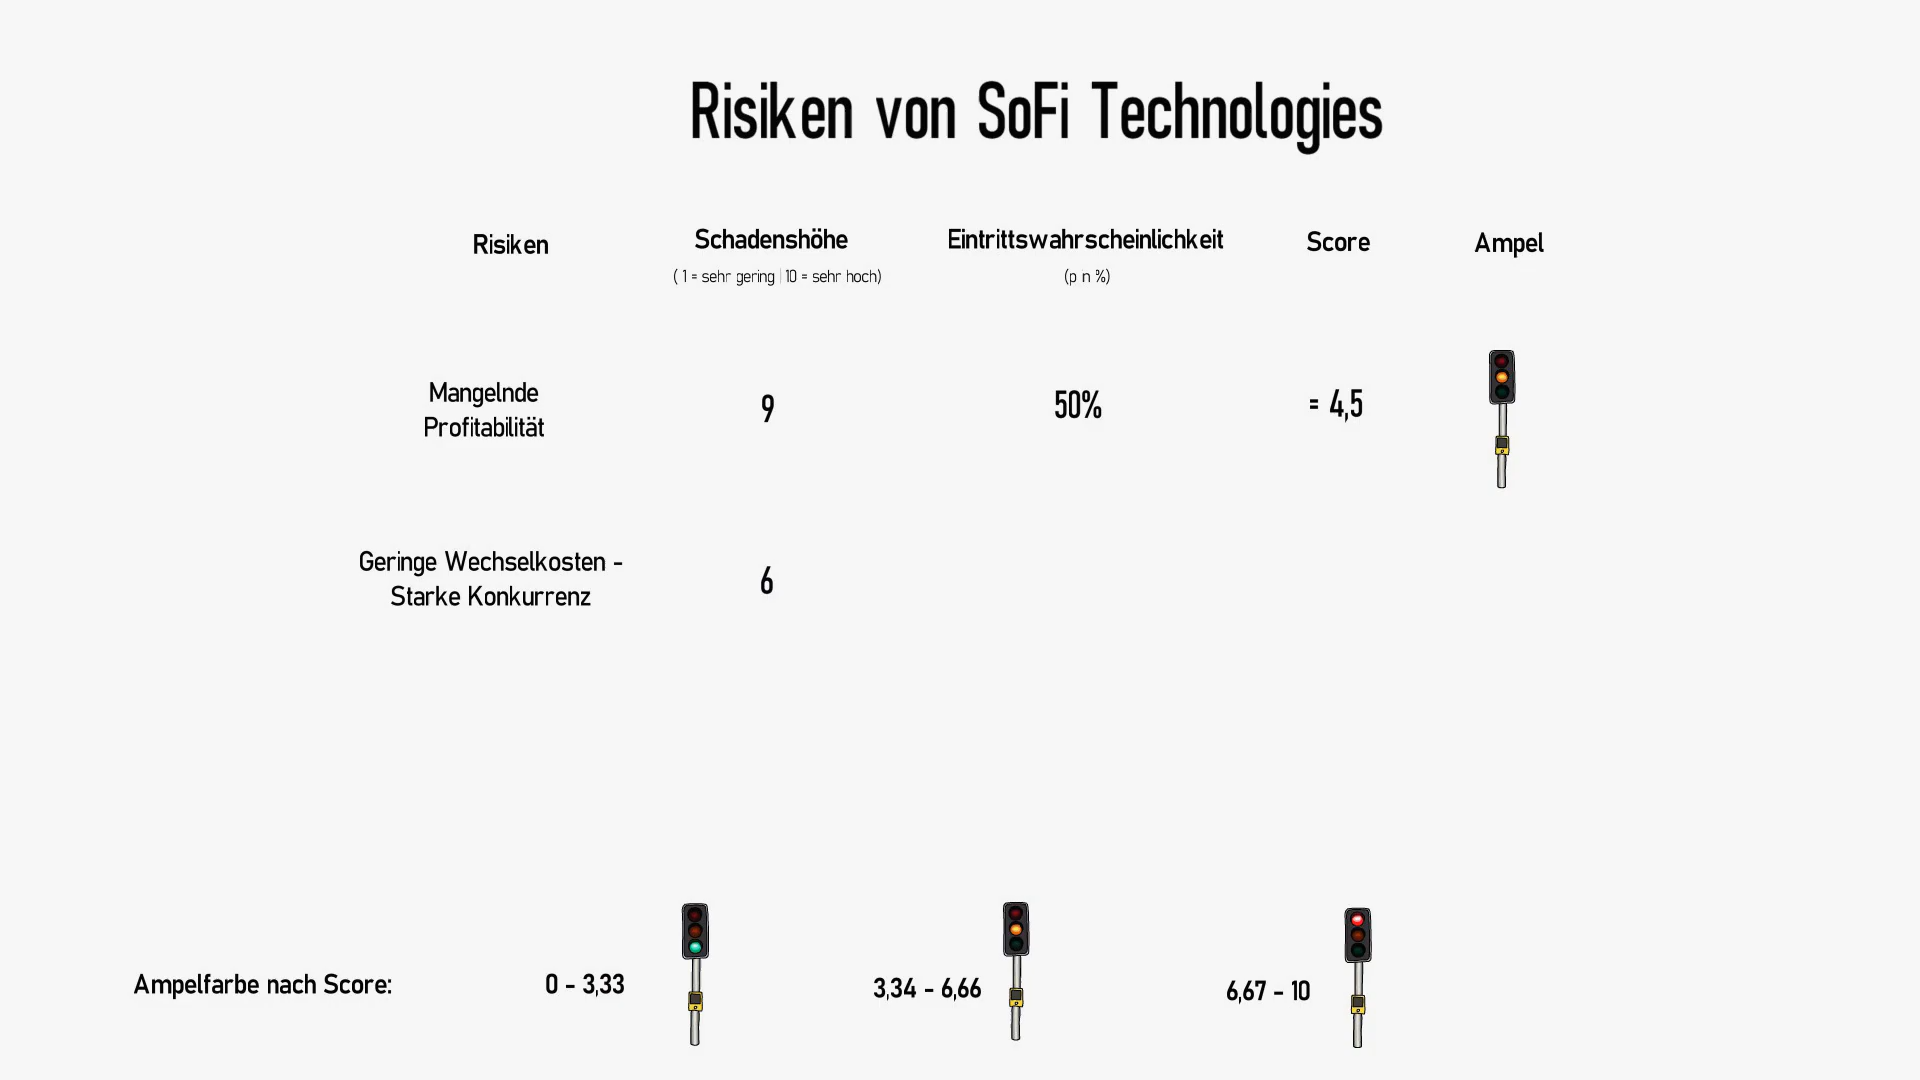 Risiken von SoFi Technologies
Risiken Schadenshöhe Eintrittswahrscheinlichkeit Score Ampel
( 1 = sehr gering | 10 = sehr hoch) (p n %)
Mangelnde
Profitabilität
9 50% = 4,5
Geringe Wechselkosten -
Starke Konkurrenz
6
Ampelfarbe nach Score: 0 - 3,33 3,34 - 6,66 6,67 - 10